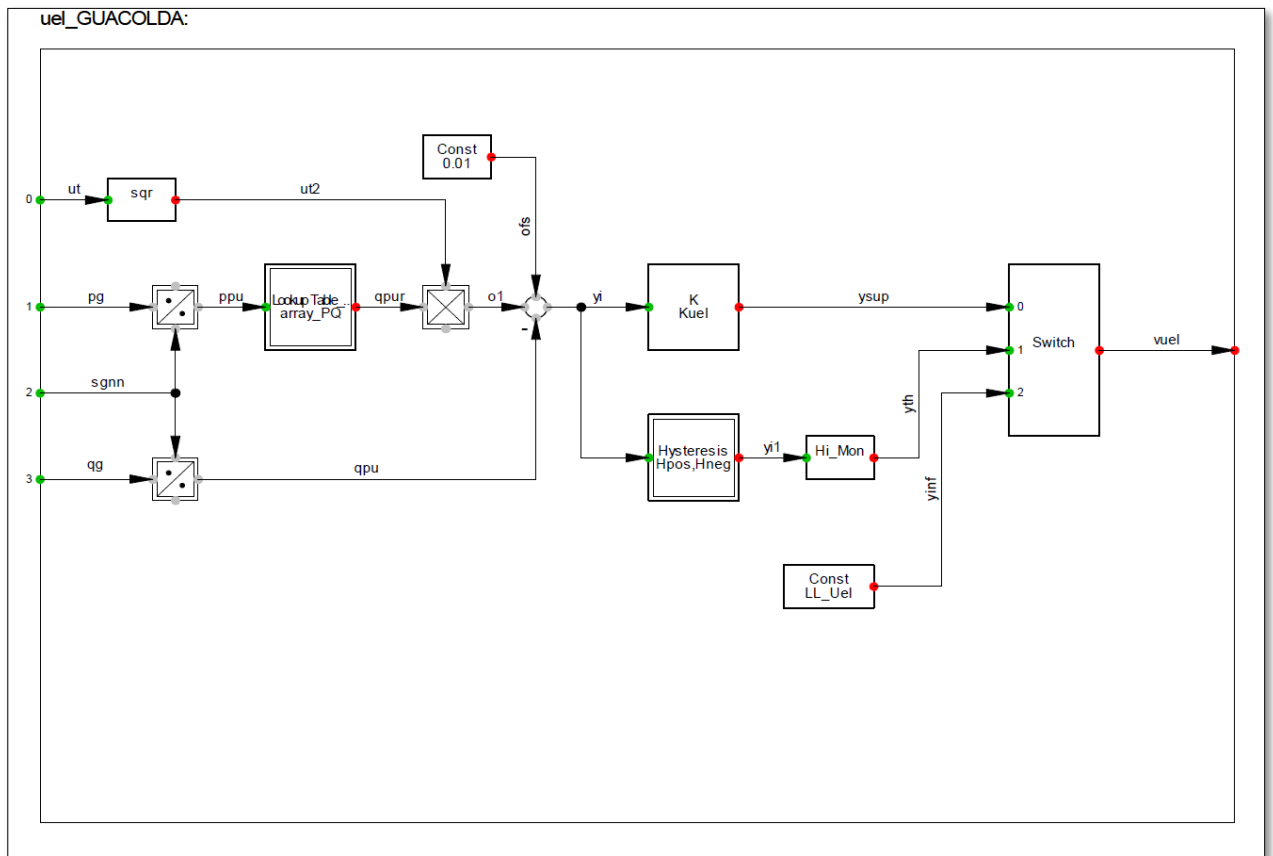 uel_GUACOLDA:
Const
0.01
0
ut
sqr
ut2
ofs
1
pg
ppu
Lookup Table_...
array_PQ
qpur
o1
-
yi
K
Kuel
ysup
0
Switch
1
2
vuel
2
sgnn
yth
3
qg
qpu
Hysteresis
Hpos,Hneg
yi1
Hi_Mon
yinf
Const
LL_Uel